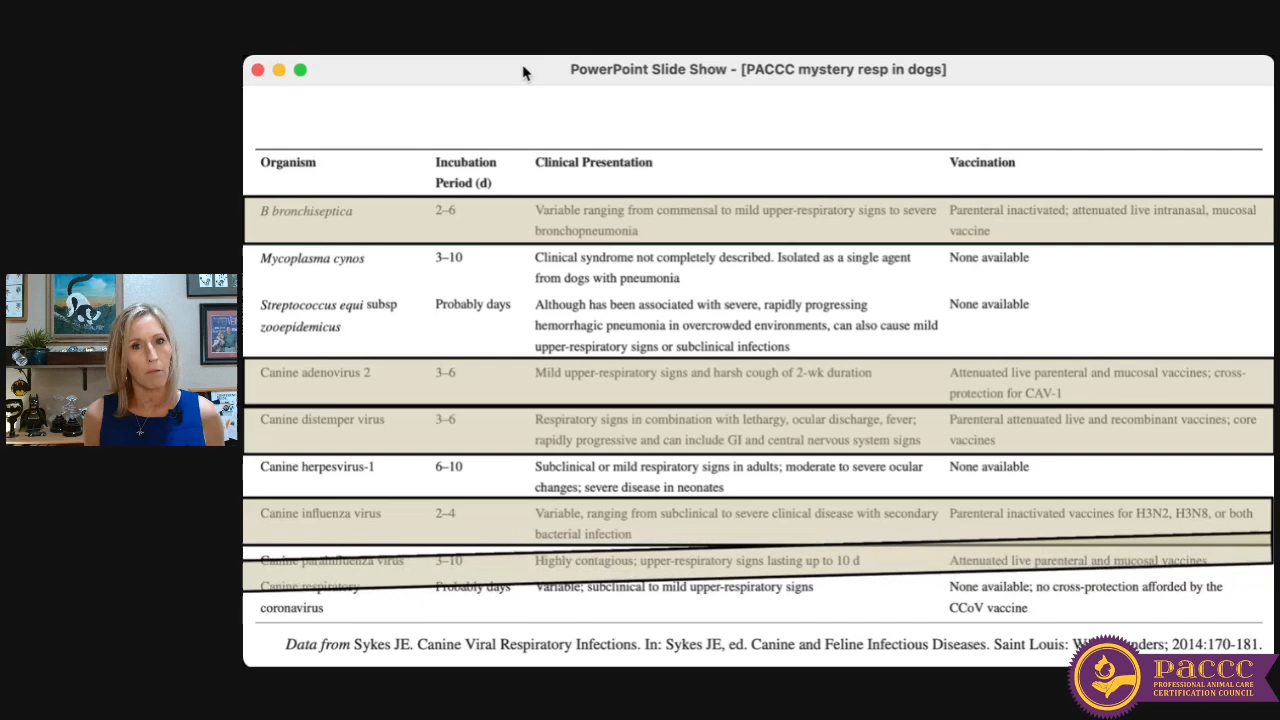 PowerPoint Slide Show - [PACCC mystery resp in dogs]
Organism Incubation Period (d) Clinical Presentation Vaccination
B bronchiseptica 2–6 Variable ranging from commensal to mild upper-respiratory signs to severe Parenteral inactivated; attenuated live intranasal, mucosal
bronchopneumonia vaccine
Mycoplasma cynos 3–10 Clinical syndrome not completely described. Isolated as a single agent None available
from dogs with pneumonia
Streptococcus equi subsp Probably days Although has been associated with severe, rapidly progressing None available
zooepidemicus hemorrhagic pneumonia in overcrowded environments, can also cause mild
upper-respiratory signs or subclinical infections
Canine adenovirus 2 3–6 Mild upper-respiratory signs and harsh cough of 2-wk duration Attenuated live parenteral and mucosal vaccines; cross-
protection for CAV-1
Canine distemper virus 3–6 Respiratory signs in combination with lethargy, ocular discharge, fever; Parenteral attenuated live and recombinant vaccines; core
rapidly progressive and can include GI and central nervous system signs vaccines
Canine herpesvirus-1 6–10 Subclinical or mild respiratory signs in adults; moderate to severe ocular None available
changes; severe disease in neonates
Canine influenza virus 2–4 Variable, ranging from subclinical to severe clinical disease with secondary Parenteral inactivated vaccines for H3N2, H3N8, or both
bacterial infection
Canine parainfluenza virus 3–10 Highly contagious; upper-respiratory signs lasting up to 10 d Attenuated live parenteral and mucosal vaccines
Canine respiratory Probably days Variable; subclinical to mild upper-respiratory signs None available; no cross-protection afforded by the
coronavirus CCoV vaccine
Data from Sykes JE. Canine Viral Respiratory Infections. In: Sykes JE, ed. Canine and Feline Infectious Diseases. Saint Louis: 2014:170-181.
PACCC
PROFESSIONAL ANIMAL CARE
CERTIFICATION COUNCIL